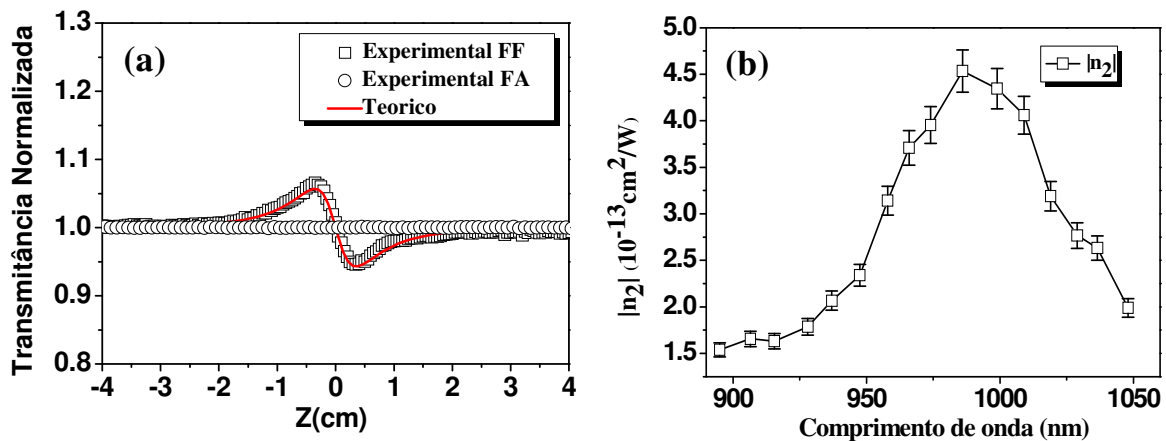 (a)
Experimental FF
Experimental FA
Teorico
Transmitância Normalizada
1.3
1.2
1.1
1.0
0.9
0.8
-4 -3 -2 -1 0 1 2 3 4
Z(cm)
(b)
|n2|
|n2| (10-13cm2/W)
5.0
4.5
4.0
3.5
3.0
2.5
2.0
1.5
900 950 1000 1050
Comprimento de onda (nm)